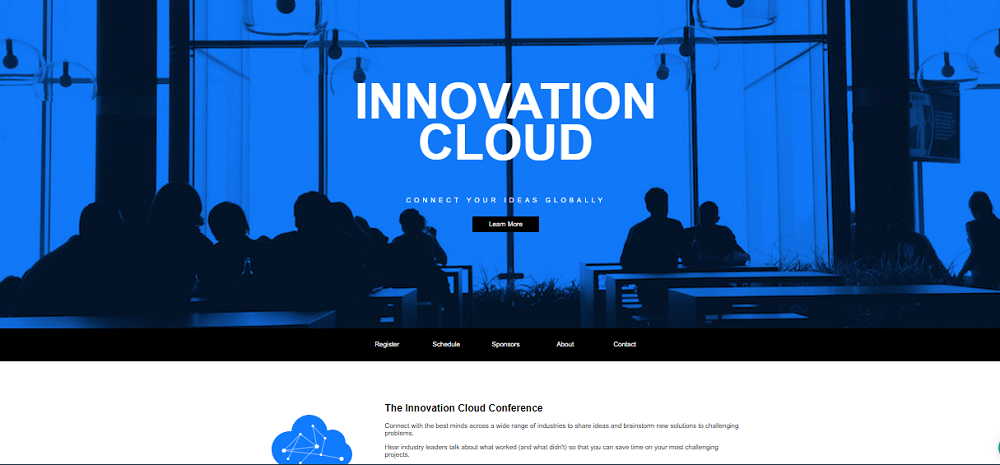 INNOVATION
CLOUD
CONNECT YOUR IDEAS GLOBALLY
Learn More
Register Schedule Sponsors About Contact
The Innovation Cloud Conference
Connect with the best minds across a wide range of industries to share ideas and brainstorm new solutions to challenging
problems.
Hear industry leaders talk about what worked (and what didn't) so that you can save time on your most challenging
projects.